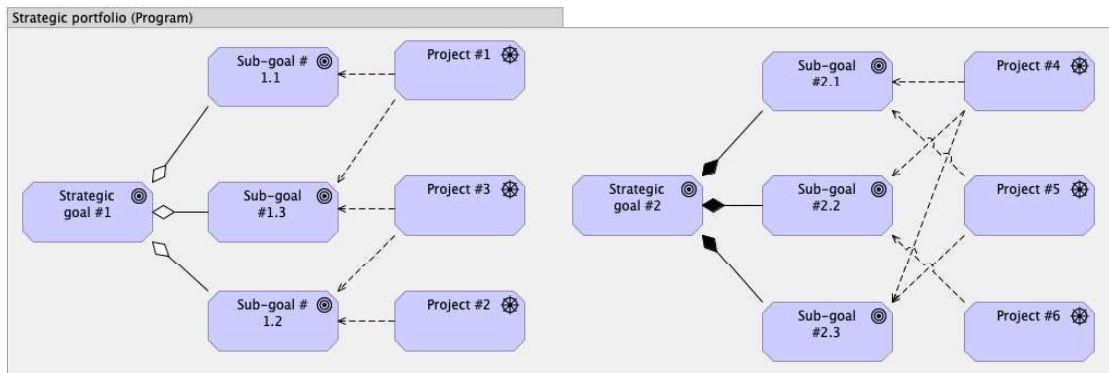 Strategic portfolio (Program)
Sub-goal #
1.1
Project #1
Strategic
goal #1
Sub-goal
#1.3
Project #3
Sub-goal #
1.2
Project #2
Sub-goal
#2.1
Project #4
Strategic
goal #2
Sub-goal
#2.2
Project #5
Sub-goal
#2.3
Project #6